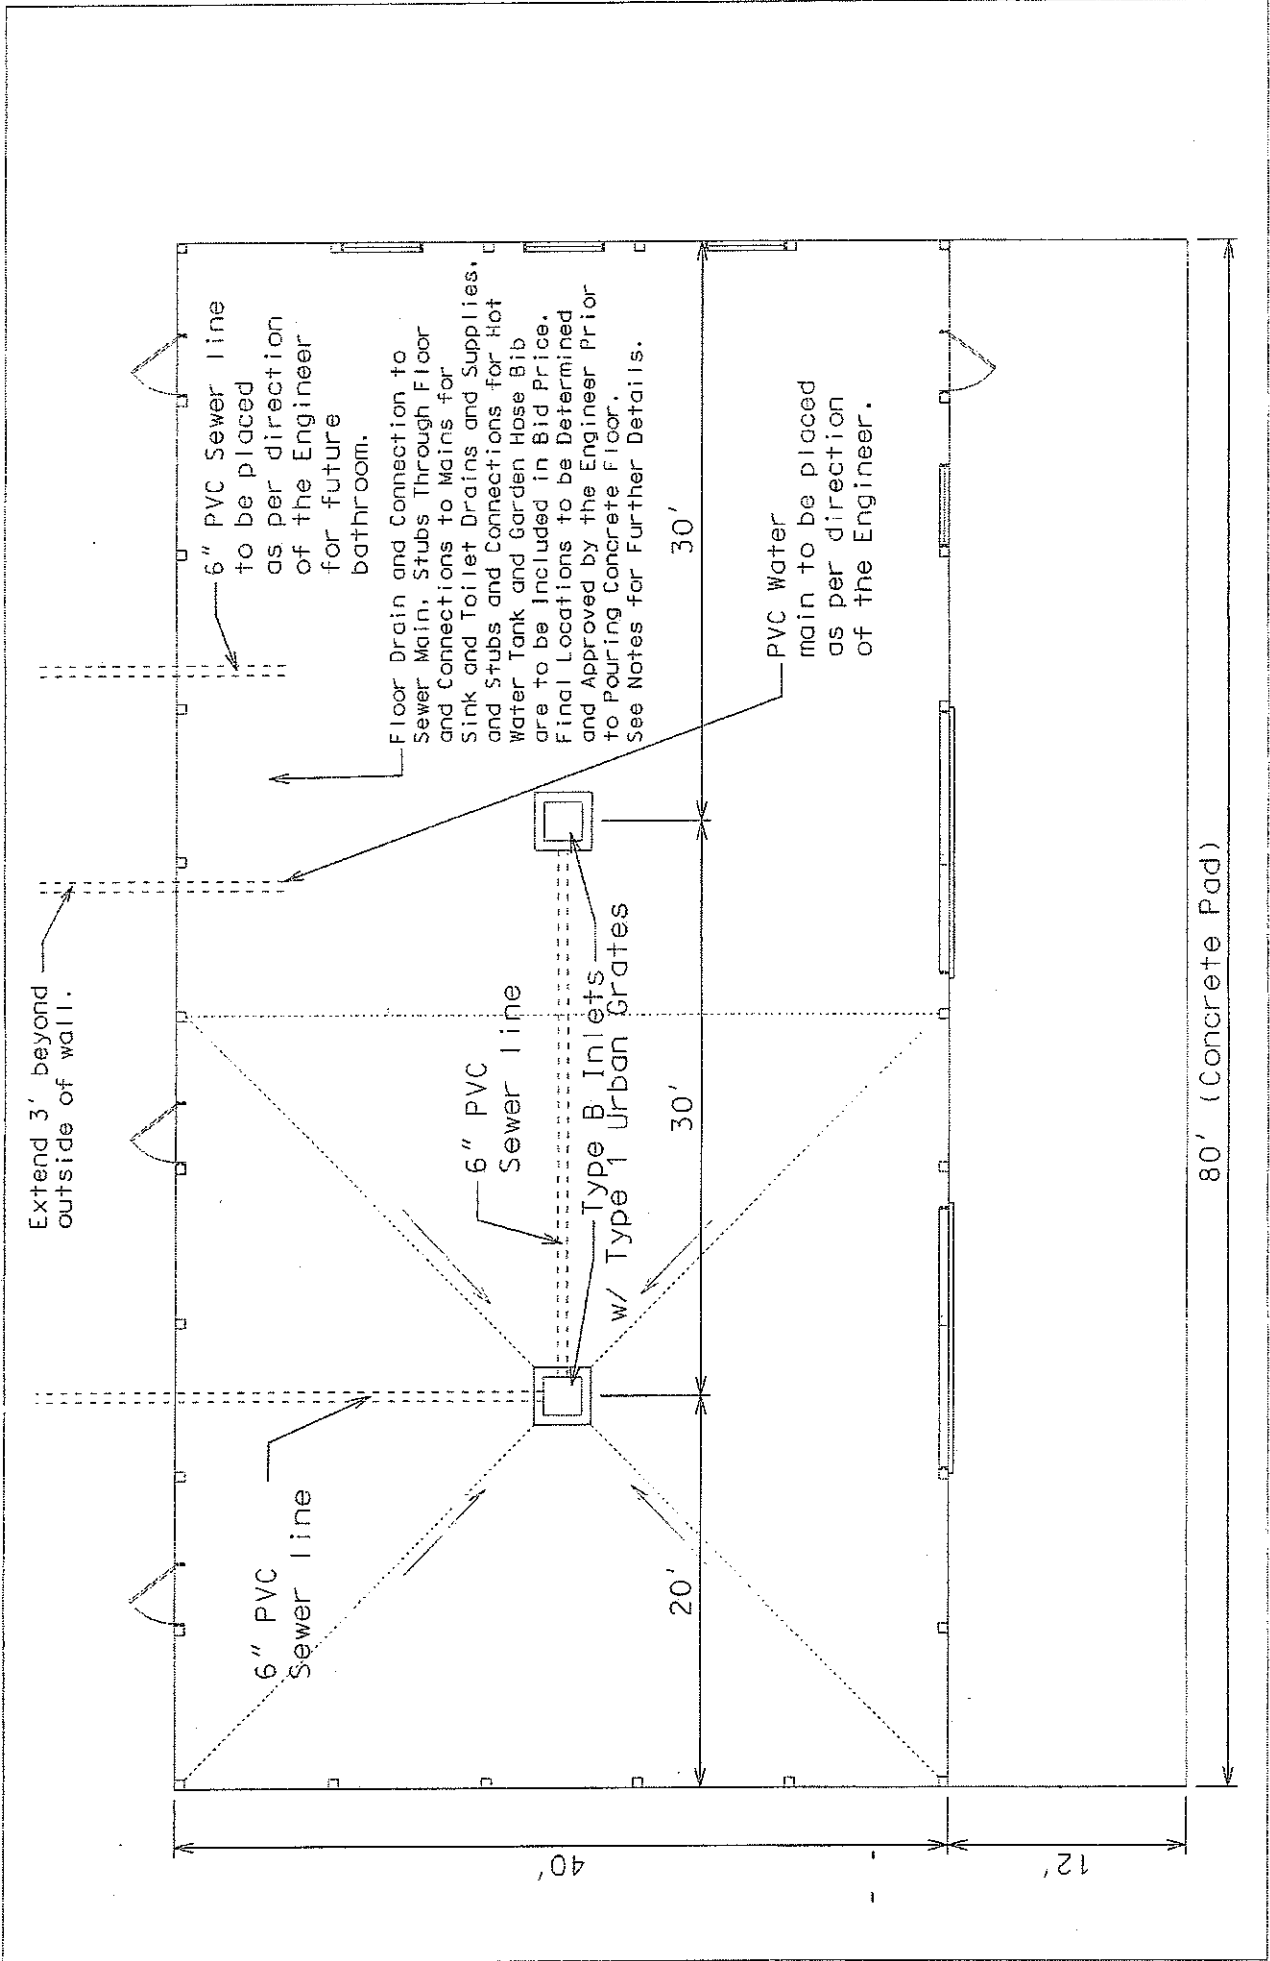 Extend 3' beyond
outside of wall.
6" PVC Sewer line
to be placed
as per direction
of the Engineer
for future
bathroom.
Floor Drain and Connection to
Sewer Main, Stubs Through Floor
and Connections to Mains for
Sink and Toilet Drains and Supplies,
and Stubs and Connections for Hot
Water Tank and Garden Hose Bib
are to be Included in Bid Price.
Final Locations to be Determined
and Approved by the Engineer Prior
to Pouring Concrete Floor.
See Notes for Further Details.
6" PVC
Sewer line
6" PVC
Sewer line
Type B Inlets
w/ Type 1 Urban Grates
PVC Water
main to be placed
as per direction
of the Engineer.
20'
30'
30'
40'
12'
80' (Concrete Pad)